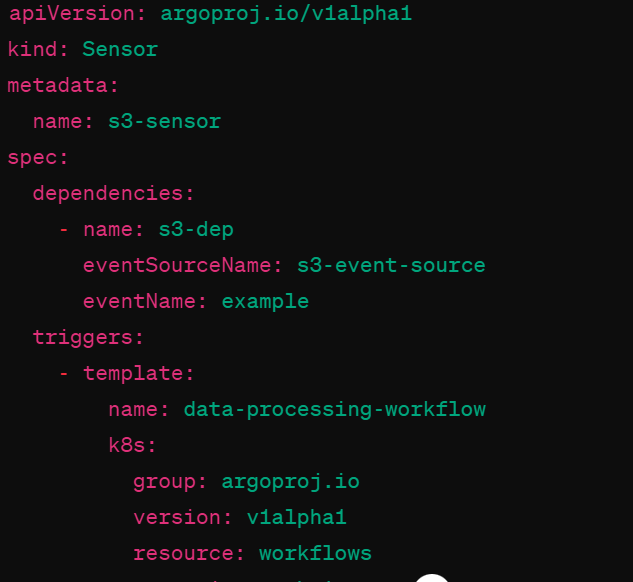 apiVersion: argoproj.io/v1alpha1
kind: Sensor
metadata:
  name: s3-sensor
spec:
  dependencies:
    - name: s3-dep
      eventSourceName: s3-event-source
      eventName: example
  triggers:
    - template:
        name: data-processing-workflow
        k8s:
          group: argoproj.io
          version: v1alpha1
          resource: workflows